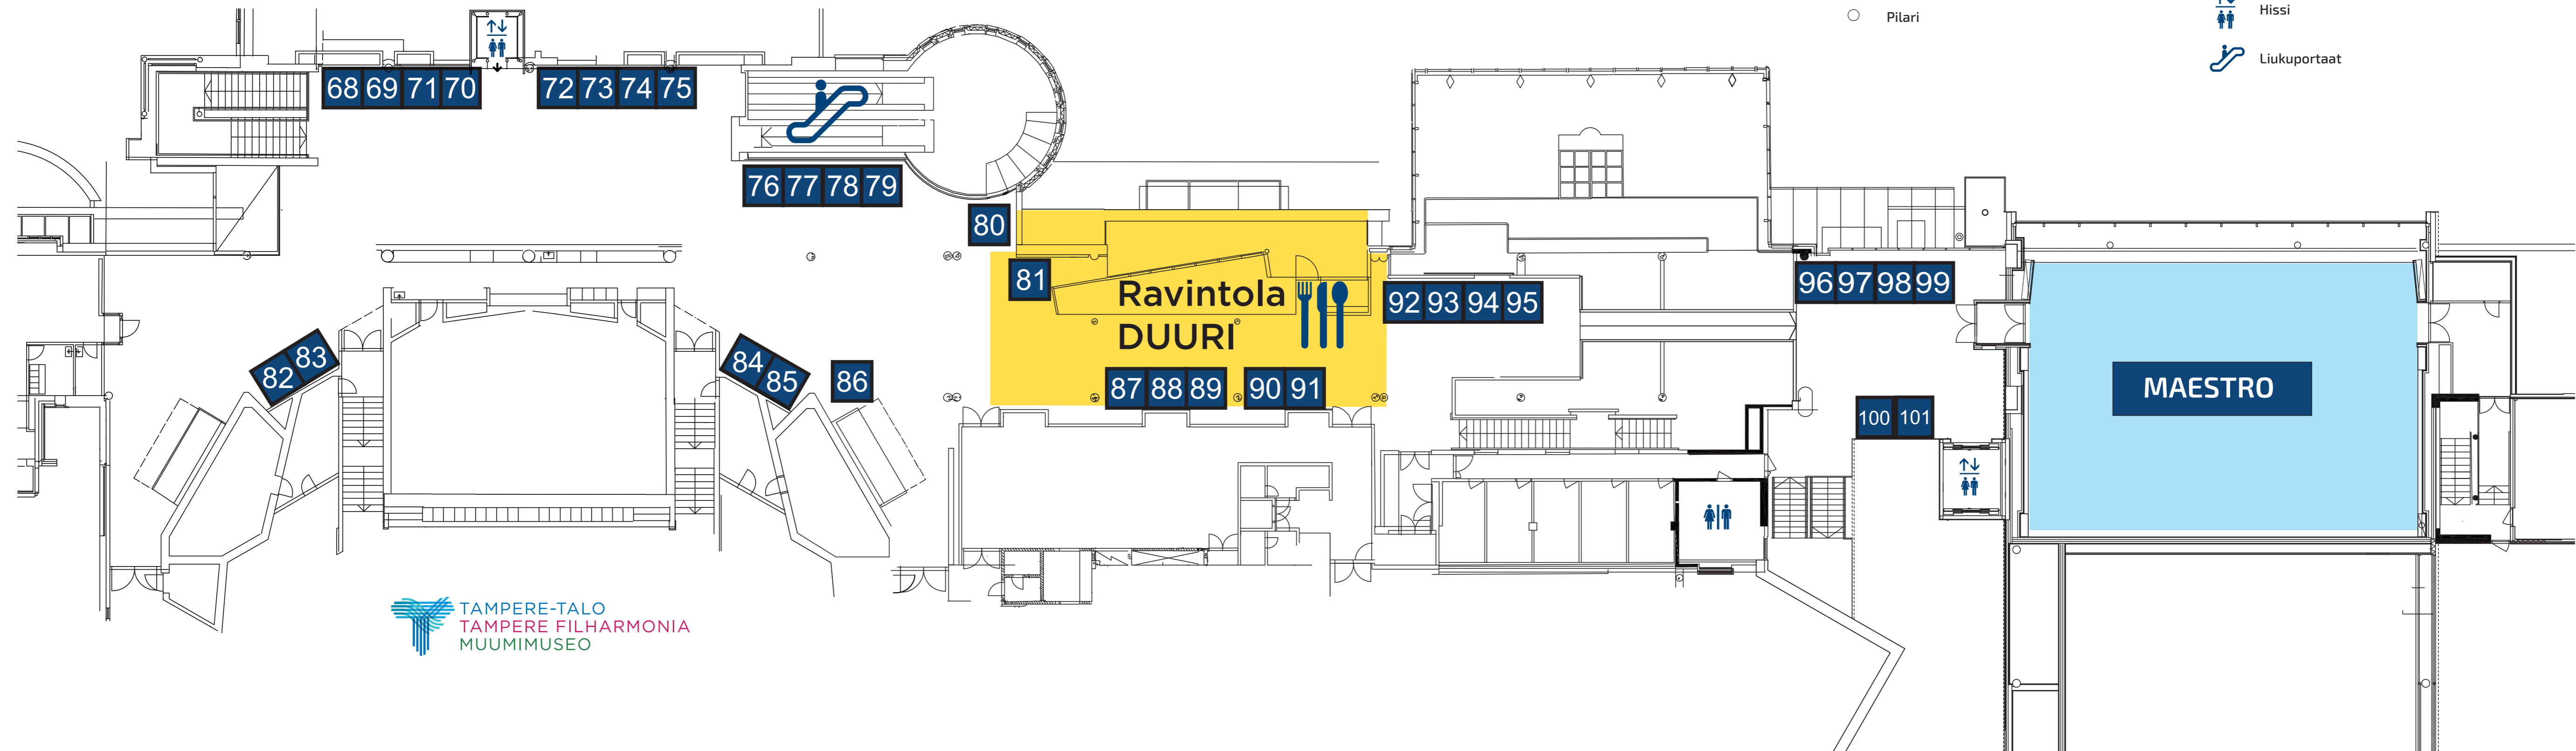 Pilari
Hissi
Liukuportaat
68 69 71 70
72 73 74 75
76 77 78 79
80
81
Ravintola
DUURI
92 93 94 95
96 97 98 99
82 83
84 85
86
87 88 89
90 91
MAESTRO
100 101
TAMPERE-TALO
TAMPERE FILHARMONIA
MUUMIMUSEO